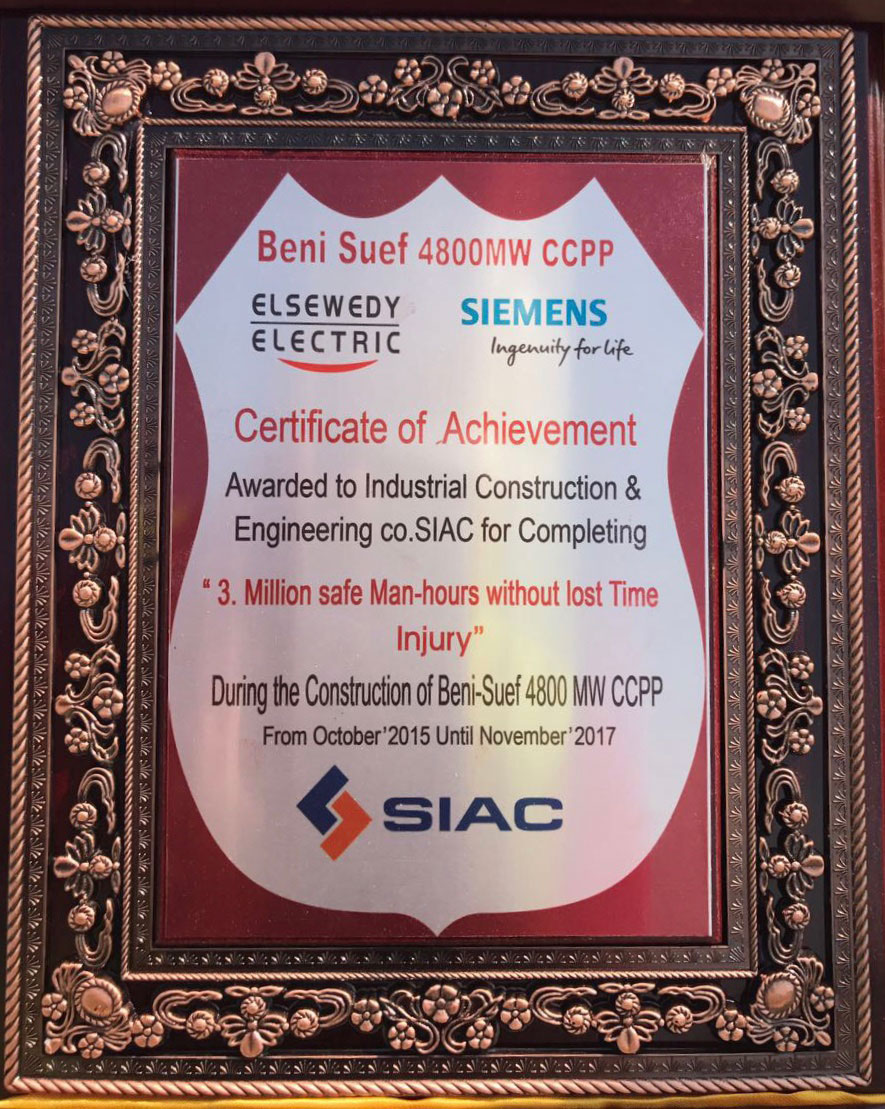 Beni Suef 4800MW CCPP
ELSEWEDY
ELECTRIC
SIEMENS
Ingenuity for life
Certificate of Achievement
Awarded to Industrial Construction &
Engineering co.SIAC for Completing
“ 3. Million safe Man-hours without lost Time
Injury”
During the Construction of Beni-Suef 4800 MW CCPP
From October'2015 Until November'2017
SIAC